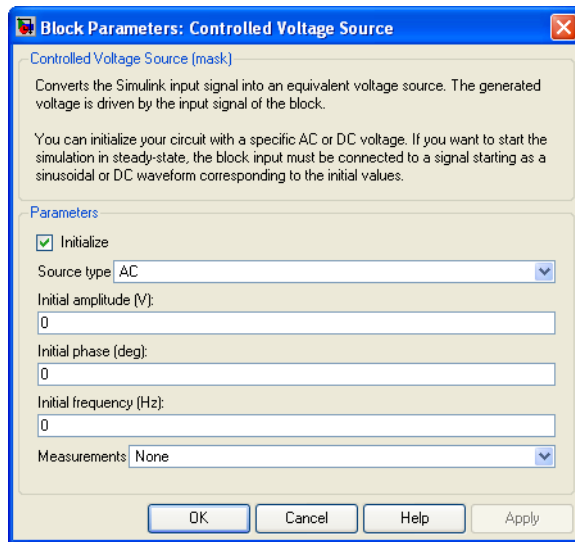 Block Parameters: Controlled Voltage Source
Controlled Voltage Source (mask)
Converts the Simulink input signal into an equivalent voltage source. The generated
voltage is driven by the input signal of the block.
You can initialize your circuit with a specific AC or DC voltage. If you want to start the
simulation in steady-state, the block input must be connected to a signal starting as a
sinusoidal or DC waveform corresponding to the initial values.
Parameters
Initialize
Source type AC
Initial amplitude (V):
0
Initial phase (deg):
0
Initial frequency (Hz):
0
Measurements None
OK Cancel Help Apply